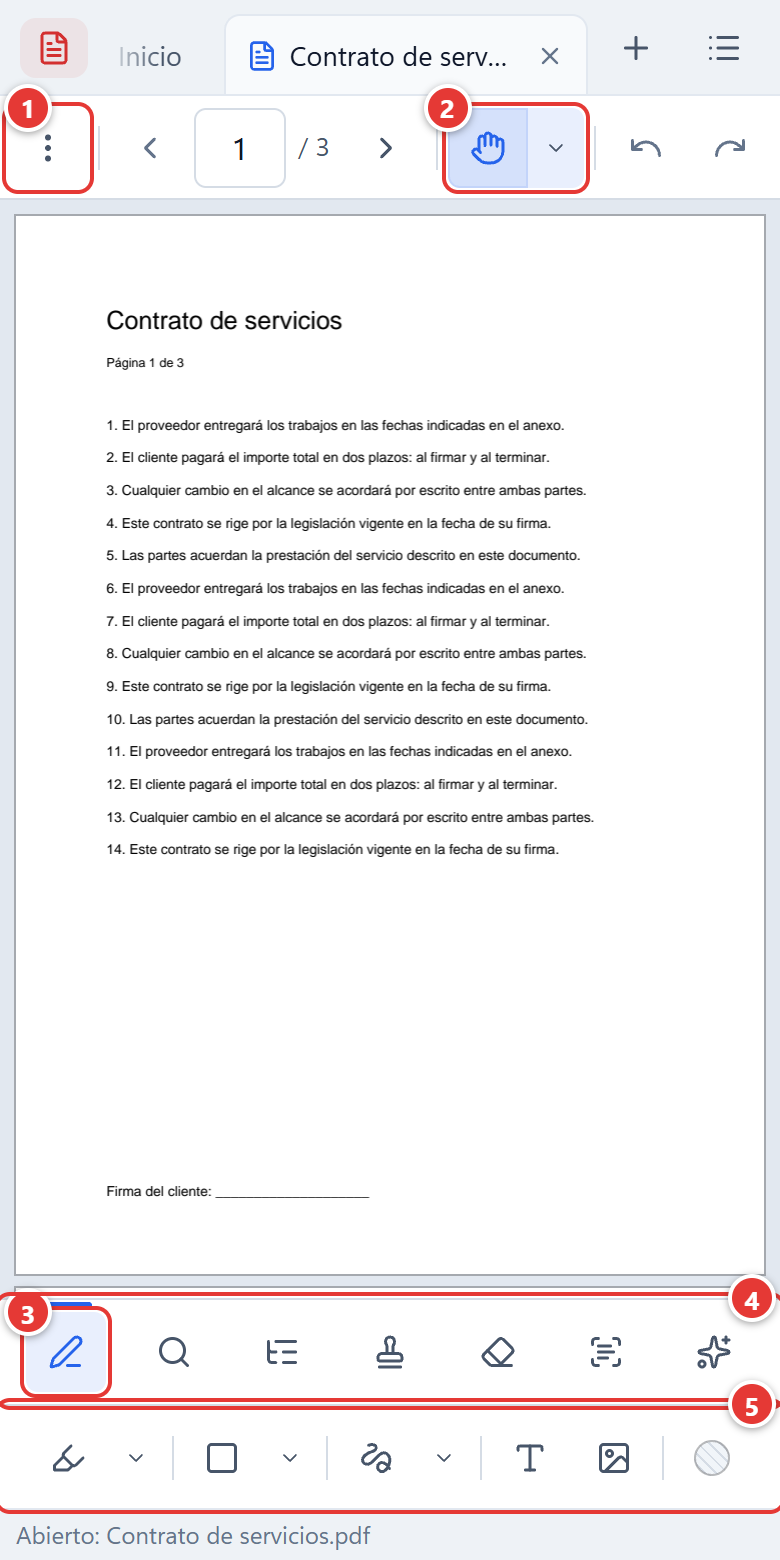 Inicio
Contrato de serv...
1
2
1
/ 3
Contrato de servicios
Página 1 de 3
1. El proveedor entregará los trabajos en las fechas indicadas en el anexo.
2. El cliente pagará el importe total en dos plazos: al firmar y al terminar.
3. Cualquier cambio en el alcance se acordará por escrito entre ambas partes.
4. Este contrato se rige por la legislación vigente en la fecha de su firma.
5. Las partes acuerdan la prestación del servicio descrito en este documento.
6. El proveedor entregará los trabajos en las fechas indicadas en el anexo.
7. El cliente pagará el importe total en dos plazos: al firmar y al terminar.
8. Cualquier cambio en el alcance se acordará por escrito entre ambas partes.
9. Este contrato se rige por la legislación vigente en la fecha de su firma.
10. Las partes acuerdan la prestación del servicio descrito en este documento.
11. El proveedor entregará los trabajos en las fechas indicadas en el anexo.
12. El cliente pagará el importe total en dos plazos: al firmar y al terminar.
13. Cualquier cambio en el alcance se acordará por escrito entre ambas partes.
14. Este contrato se rige por la legislación vigente en la fecha de su firma.
Firma del cliente: ____________________
3
4
5
T
Abierto: Contrato de servicios.pdf